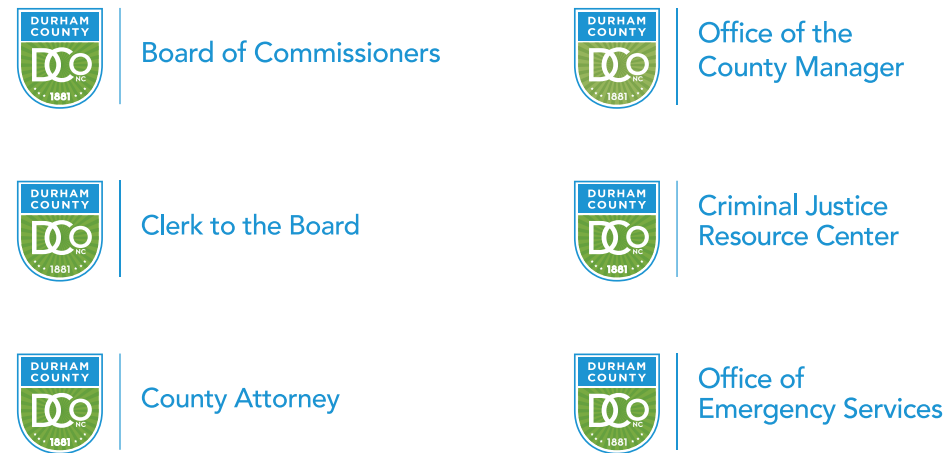 DURHAM
COUNTY
DCo
NC
1881
Board of Commissioners
DURHAM
COUNTY
DCo
NC
1881
Office of the
County Manager
DURHAM
COUNTY
DCo
NC
1881
Clerk to the Board
DURHAM
COUNTY
DCo
NC
1881
Criminal Justice
Resource Center
DURHAM
COUNTY
DCo
NC
1881
County Attorney
DURHAM
COUNTY
DCo
NC
1881
Office of
Emergency Services